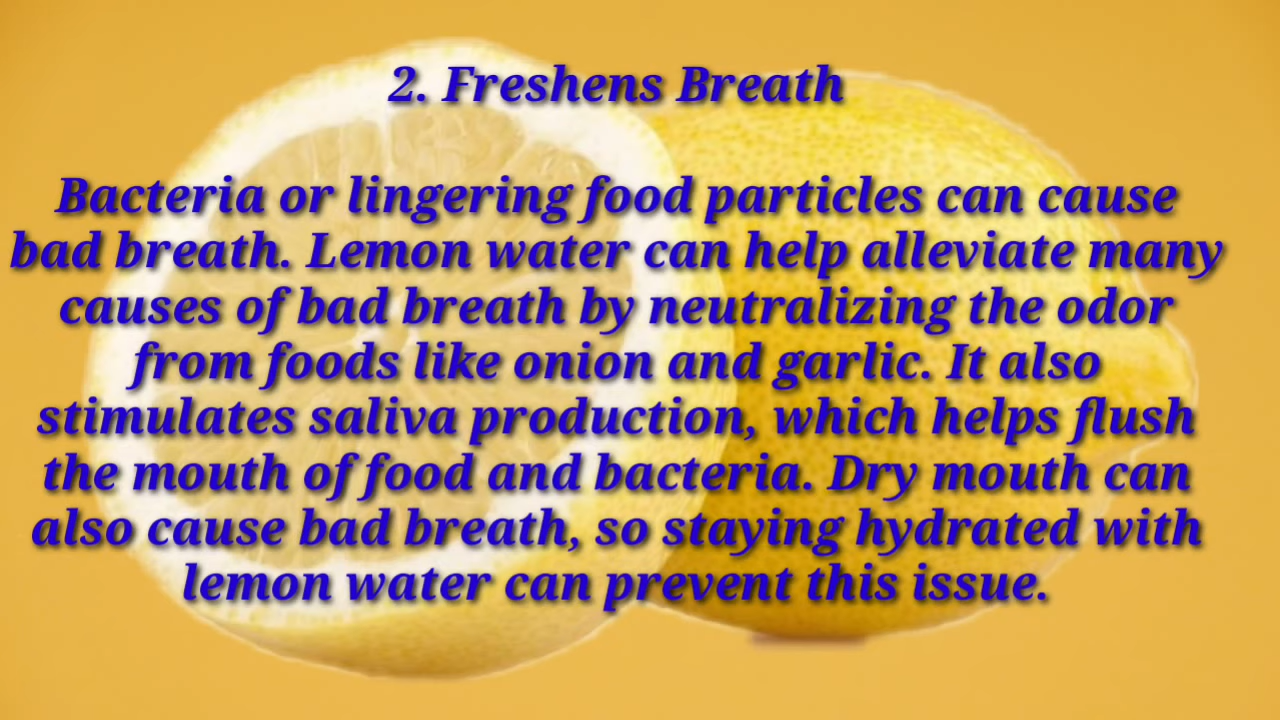 2. Freshens Breath
Bacteria or lingering food particles can cause
bad breath. Lemon water can help alleviate many
causes of bad breath by neutralizing the odor
from foods like onion and garlic. It also
stimulates saliva production, which helps flush
the mouth of food and bacteria. Dry mouth can
also cause bad breath, so staying hydrated with
lemon water can prevent this issue.